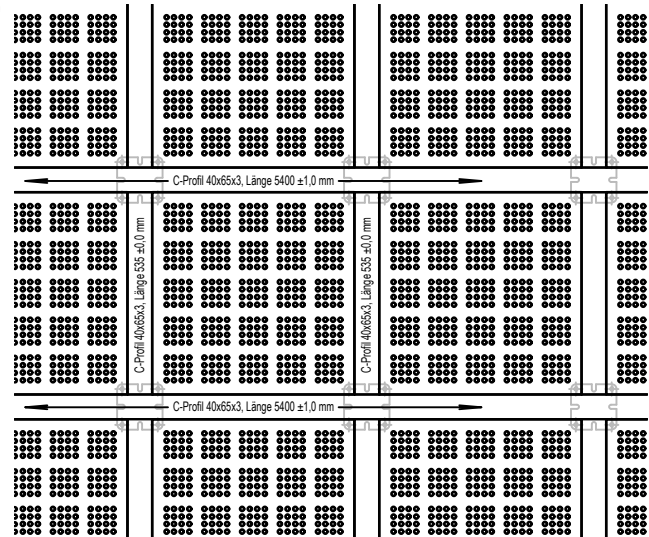 C-Profil 40x65x3, Länge 5400 ±1,0 mm
C-Profil 40x65x3, Länge 535 ±0,0 mm
C-Profil 40x65x3, Länge 535 ±0,0 mm
C-Profil 40x65x3, Länge 5400 ±1,0 mm